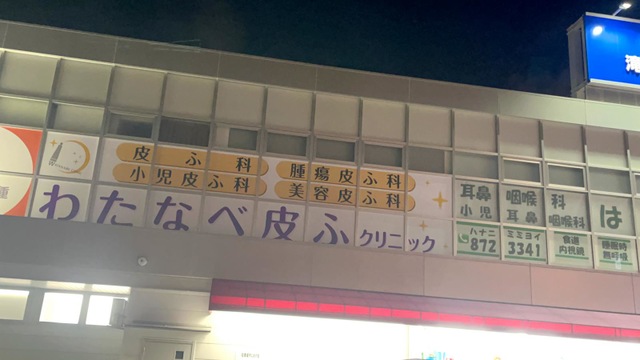 皮ふ科
腫瘍皮ふ科
小児皮ふ科
美容皮ふ科
わたなべ皮ふクリニック
耳鼻咽喉科
小児耳鼻咽喉科
は
ハナニ ミミヨイ
872 3341
食道
内視鏡
睡眠時
無呼吸